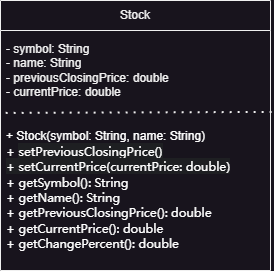 Stock
- symbol: String
- name: String
- previousClosingPrice: double
- currentPrice: double
+ Stock(symbol: String, name: String)
+ setPreviousClosingPrice()
+ setCurrentPrice(currentPrice: double)
+ getSymbol(): String
+ getName(): String
+ getPreviousClosingPrice(): double
+ getCurrentPrice(): double
+ getChangePercent(): double